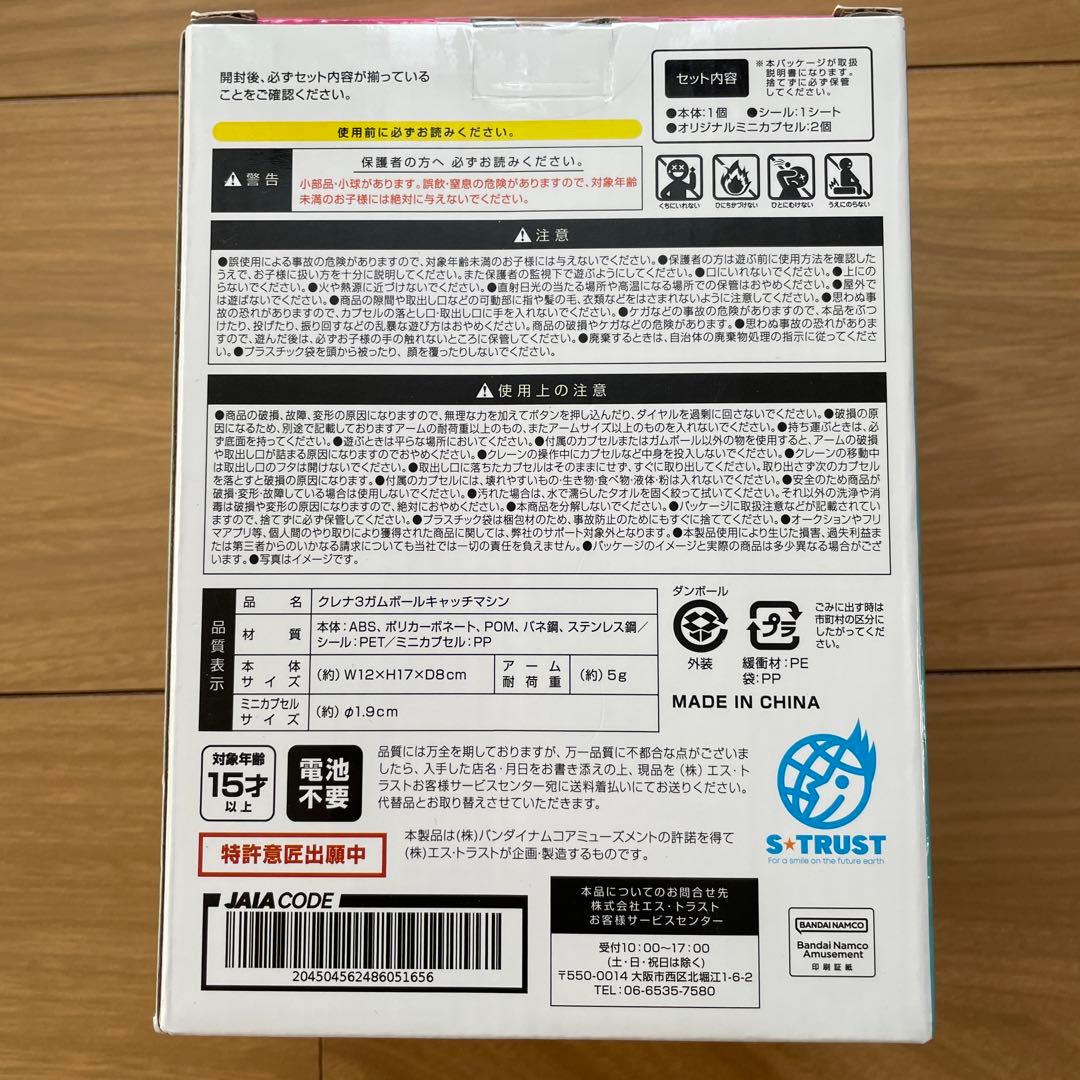 開封後、必ずセット内容が揃っている
ことをご確認ください。
セット内容
※本パッケージが取扱
説明書になります。
捨てずに必ず保管
してください。
●本体:1個 ●シール:1シート
●オリジナルミニカプセル:2個
使用前に必ずお読みください。
警告
保護者の方へ 必ずお読みください。
小部品・小球があります。誤飲・窒息の危険がありますので、対象年齢
未満のお子様には絶対に与えないでください。
くちにいれない
ひにちかづけない
ひとにむけない
うえにのらない
注意
●誤使用による事故の危険がありますので、対象年齢未満のお子様には与えないでください。●保護者の方は遊ぶ前に使用方法を確認した
うえで、お子様に扱い方を十分に説明してください。また保護者の監視下で遊ぶようにしてください。●口にいれないでください。●上にの
らないでください。●火や熱源に近づけないでください。●直射日光の当たる場所や高温になる場所での保管はおやめください。●屋外で
は遊ばないでください。●商品の隙間や取出し口などの可動部に指や髪の毛、衣類などをはさまれないように注意してください。●思わぬ事
故の恐れがありますので、カプセルの落とし口・取出し口に手を入れないでください。●ケガなどの事故の危険がありますので、本品をぶつ
けたり、投げたり、振り回すなどの乱暴な遊び方はおやめください。商品の破損やケガなどの危険があります。●思わぬ事故の恐れがありま
すので、遊んだ後は、必ずお子様の手の触れないところに保管してください。●廃棄するときは、自治体の廃棄物処理の指示に従ってくださ
い。●プラスチック袋を頭から被ったり、顔を覆ったりしないでください。
使用上の注意
●商品の破損、故障、変形の原因になりますので、無理な力を加えてボタンを押し込んだり、ダイヤルを過剰に回さないでください。●破損の原
因になるため、別途で記載しておりますアームの耐荷重以上のもの、またアームサイズ以上のものを入れないでください。●持ち運ぶときは、必
ず底面を持ってください。●遊ぶときは平らな場所においてください。●付属のカプセルまたはガムボール以外の物を使用すると、アームの破損
や取出し口が詰まる原因になりますのでおやめください。●クレーンの操作中にカプセルなど中身を投入しないでください。●クレーンの移動中
は取出し口のフタは開けないでください。●取出し口に落ちたカプセルはそのままにせず、すぐに取り出してください。取り出さず次のカプセル
を落とすと破損の原因になります。●付属のカプセルには、壊れやすいもの・生き物・食べ物・液体・粉は入れないでください。●安全のため商品が
破損・変形・故障している場合は使用しないでください。●汚れた場合は、水で濡らしたタオルを固く絞って拭いてください。それ以外の洗浄や消
毒は破損や変形の原因になりますので、絶対におやめください。●本商品を分解しないでください。●パッケージに取扱注意などが記載されてい
ますので、捨てずに必ず保管してください。●プラスチック袋は梱包材のため、事故防止のためにもすぐに捨ててください。●オークションやフリ
マアプリ等、個人間のやり取りにより獲得された商品に関しては、弊社のサポート対象外となります。●本製品使用により生じた損害、過失利益ま
たは第三者からのいかなる請求についても当社では一切の責任を負えません。●パッケージのイメージと実際の商品は多少異なる場合がござ
います。●写真はイメージです。
品質表示
品名 クレナ3ガムボールキャッチマシン
材質 本体:ABS、ポリカーボネート、POM、バネ鋼、ステンレス鋼/
シール:PET/ミニカプセル:PP
本体サイズ (約) W12×H17×D8cm アーム耐荷重 (約) 5g
ミニカプセルサイズ (約) φ1.9cm
ダンボール
外装
プラ
緩衝材:PE
袋:PP
ごみに出す時は
市町村の区分に
したがってくださ
い。
MADE IN CHINA
対象年齢
15才
以上
電池
不要
品質には万全を期しておりますが、万一品質に不都合な点がございま
したら、入手した店名・月日をお書き添えの上、現品を(株)エス・ト
ラストお客様サービスセンター宛に送料着払いにてお送りください。
代替品とお取り替えさせていただきます。
S★TRUST
For a smile on the future earth
特許意匠出願中
本製品は(株)バンダイナムコアミューズメントの許諾を得て
(株)エス・トラストが企画・製造するものです。
JAIA CODE
204504562486051656
本品についてのお問合せ先
株式会社エス・トラスト
お客様サービスセンター
受付10:00〜17:00
(土・日・祝日は除く)
〒550-0014 大阪市西区北堀江1-6-2
TEL:06-6535-7580
BANDAI NAMCO
Bandai Namco
Amusement
印刷証紙